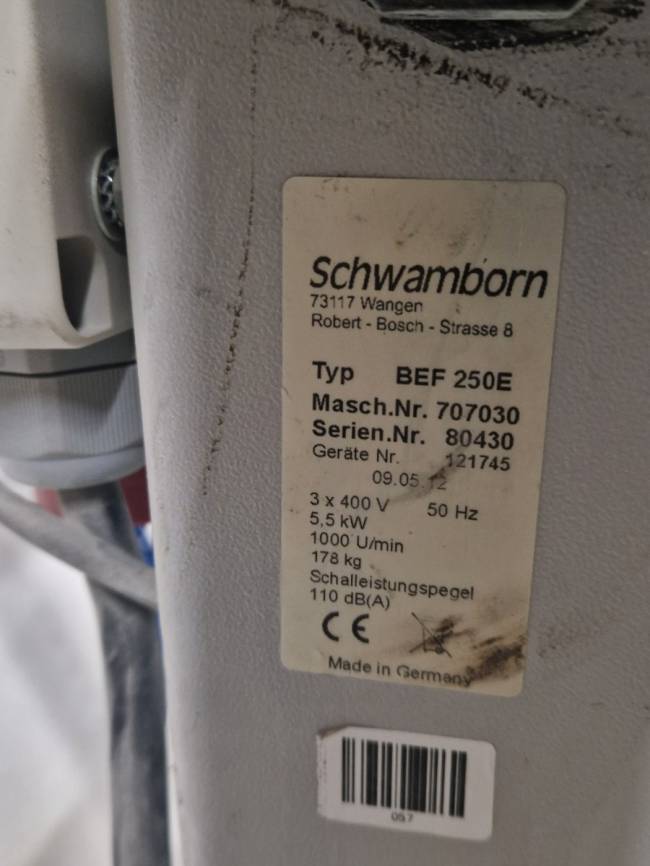 Schwamborn
73117 Wangen
Robert - Bosch - Strasse 8
Typ BEF 250E
Masch.Nr. 707030
Serien.Nr. 80430
Geräte Nr. 121745
09.05.12
3 x 400 V 50 Hz
5,5 kW
1000 U/min
178 kg
Schalleistungspegel
110 dB(A)
CE
Made in Germany
057